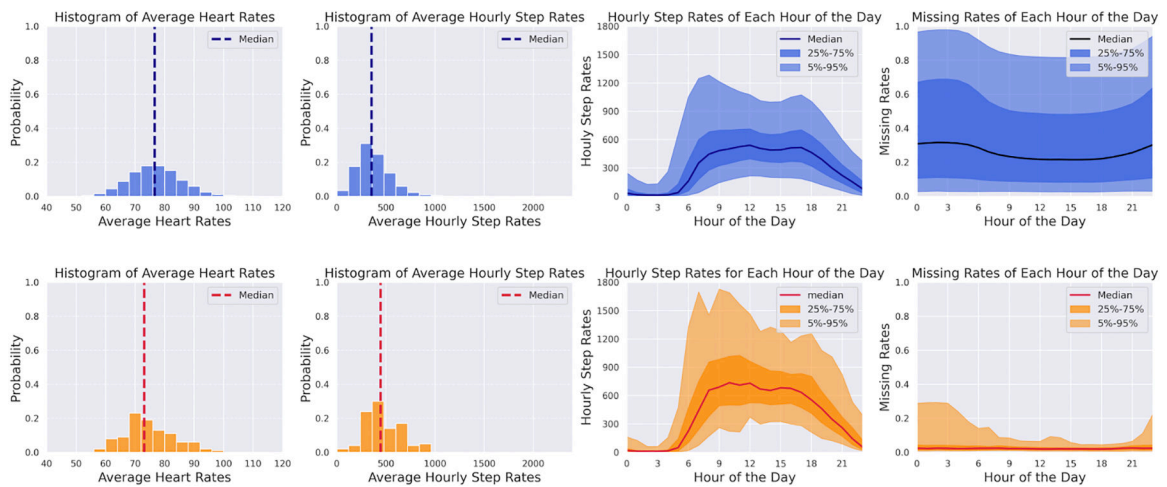 Histogram of Average Heart Rates
1.0
0.8
0.6
0.4
0.2
0.0
Probability
Median
40 60 80 100 120
Average Heart Rates
Histogram of Average Hourly Step Rates
1.0
0.8
0.6
0.4
0.2
0.0
Probability
Median
0 500 1000 1500 2000
Average Hourly Step Rates
Hourly Step Rates of Each Hour of the Day
1800
1500
1200
900
600
300
0
Houly Step Rates
Median
25%-75%
5%-95%
0 3 6 9 12 15 18 21
Hour of the Day
Missing Rates of Each Hour of the Day
1.0
0.8
0.6
0.4
0.2
0.0
Missing Rates
Median
25%-75%
5%-95%
0 3 6 9 12 15 18 21
Hour of the Day
Histogram of Average Heart Rates
1.0
0.8
0.6
0.4
0.2
0.0
Probability
Median
40 60 80 100 120
Average Heart Rates
Histogram of Average Hourly Step Rates
1.0
0.8
0.6
0.4
0.2
0.0
Probability
Median
0 500 1000 1500 2000
Average Hourly Step Rates
Hourly Step Rates for Each Hour of the Day
1800
1500
1200
900
600
300
0
Hourly Step Rates
median
25%-75%
5%-95%
0 3 6 9 12 15 18 21
Hour of the Day
Missing Rates of Each Hour of the Day
1.0
0.8
0.6
0.4
0.2
0.0
Missing Rates
Median
25%-75%
5%-95%
0 3 6 9 12 15 18 21
Hour of the Day